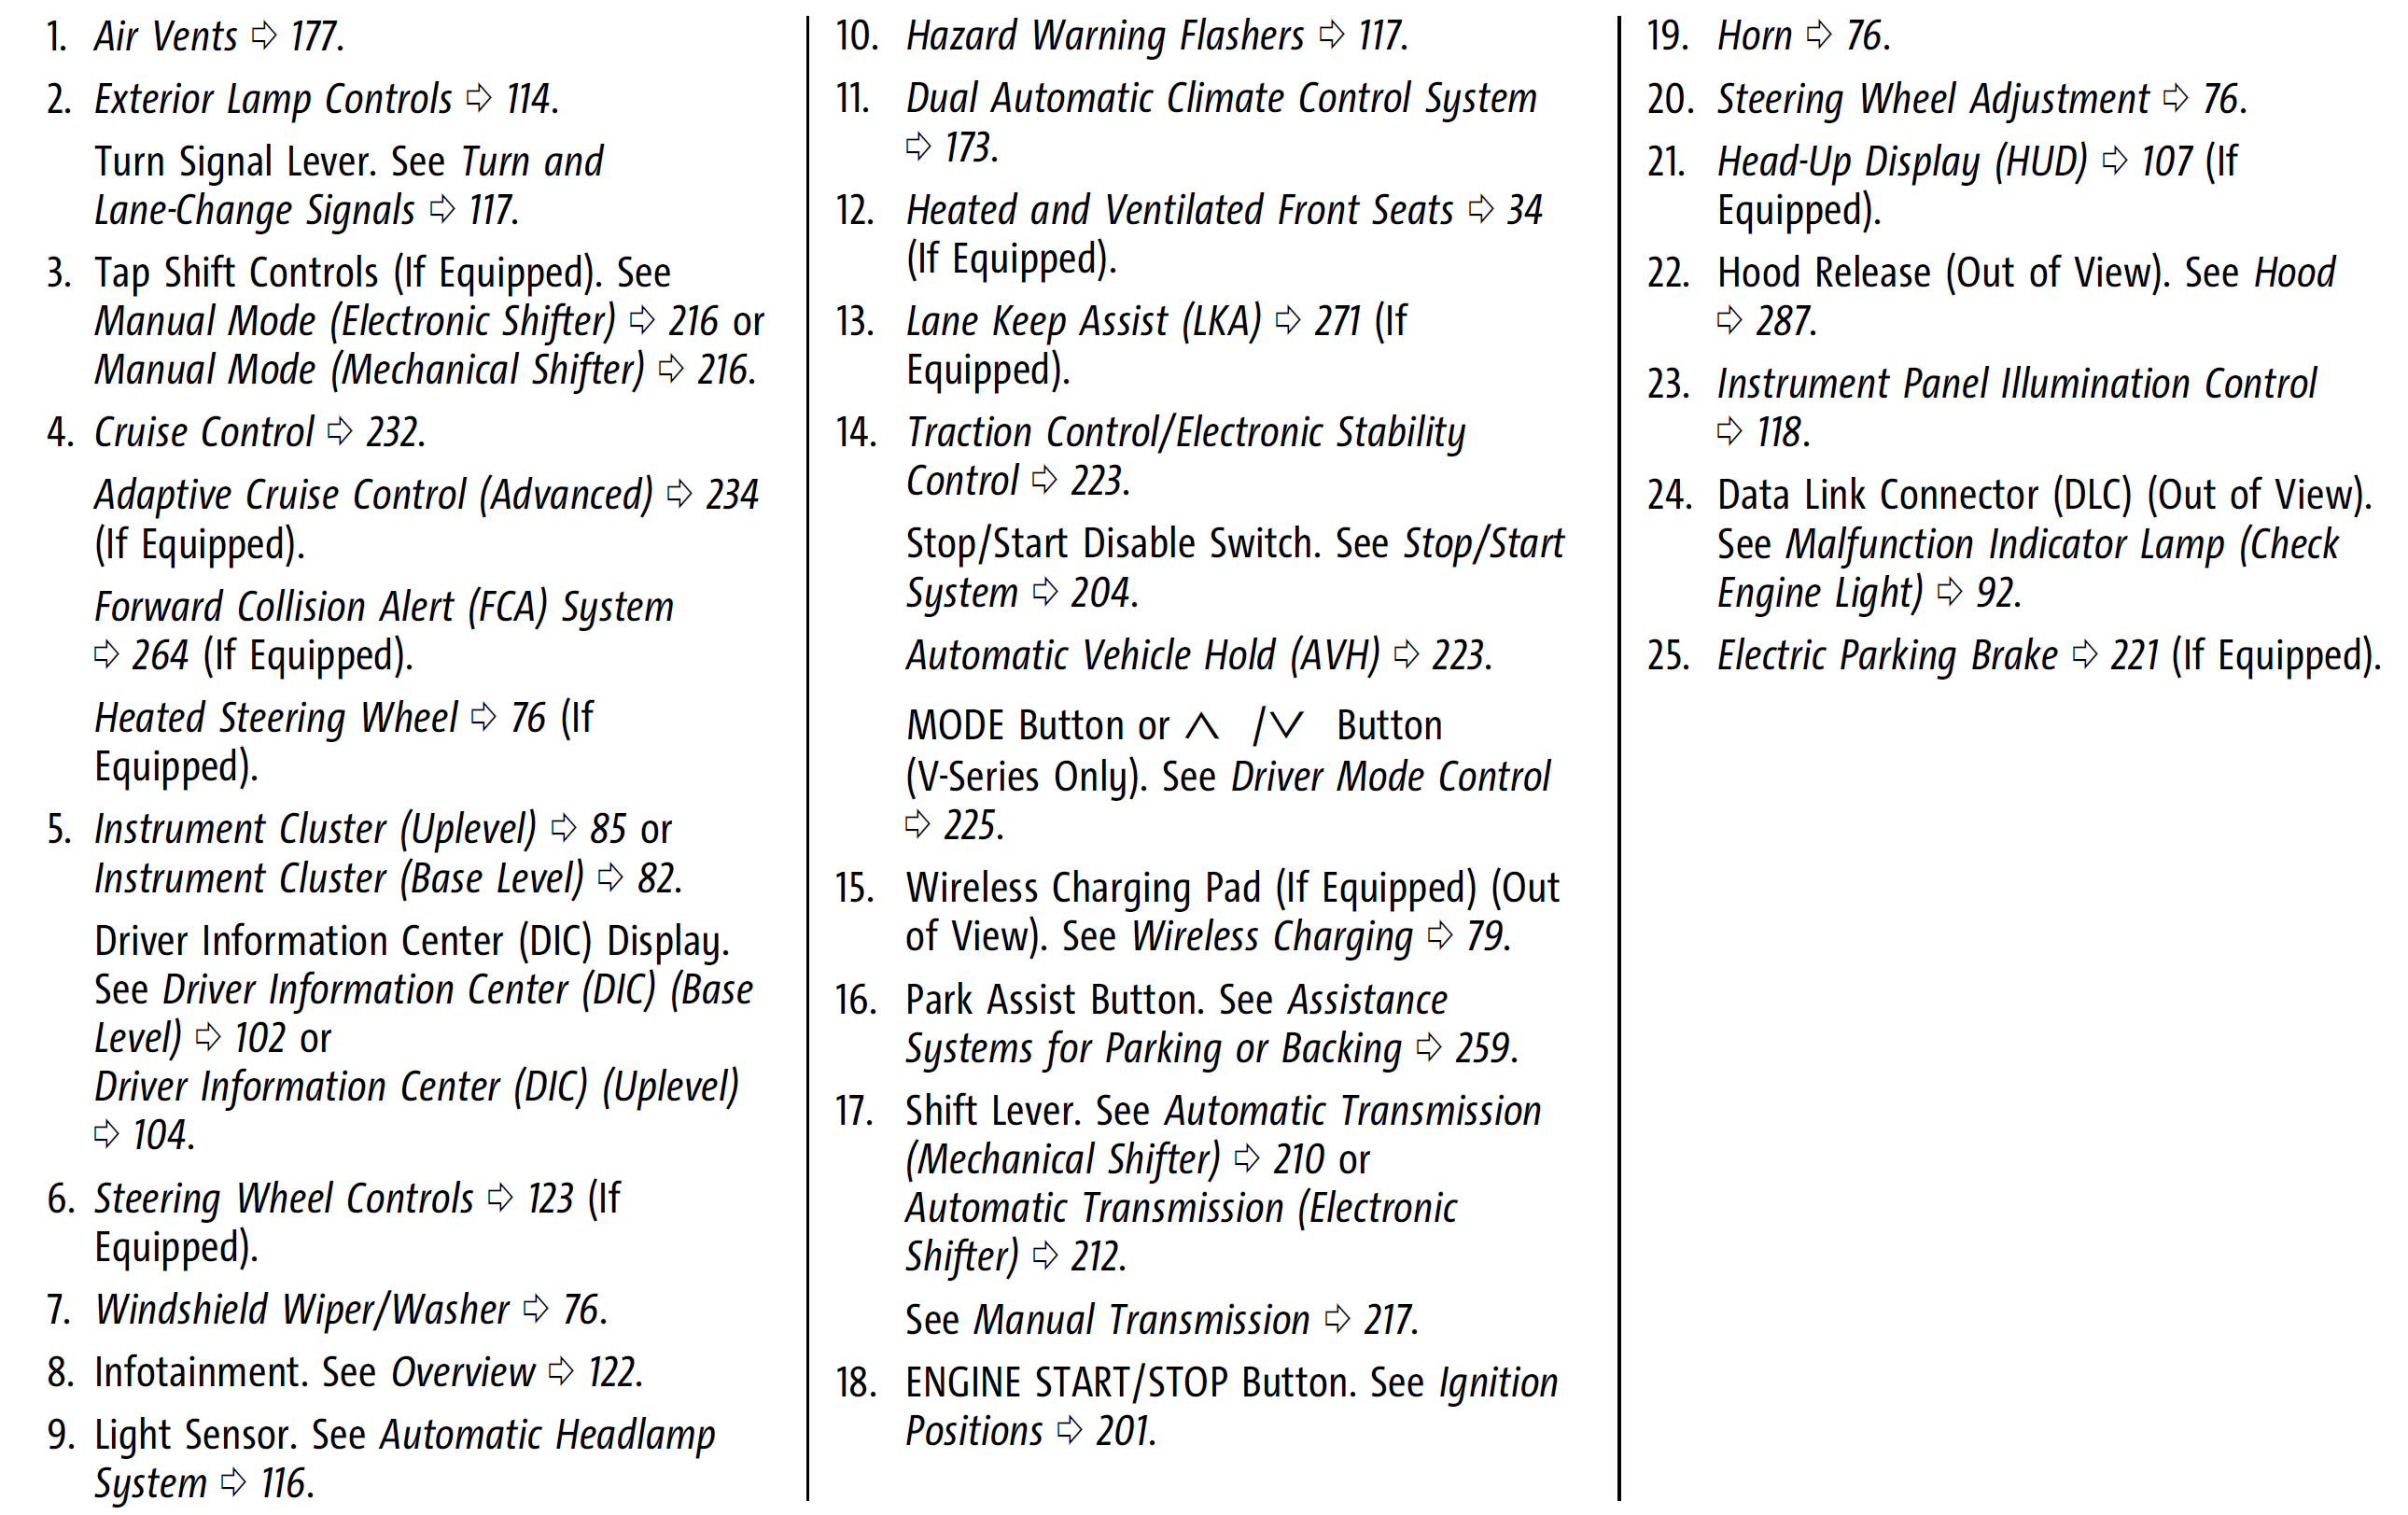 1. Air Vents ⇨ 177.
2. Exterior Lamp Controls ⇨ 114.
Turn Signal Lever. See Turn and
Lane-Change Signals ⇨ 117.
3. Tap Shift Controls (If Equipped). See
Manual Mode (Electronic Shifter) ⇨ 216 or
Manual Mode (Mechanical Shifter) ⇨ 216.
4. Cruise Control ⇨ 232.
Adaptive Cruise Control (Advanced) ⇨ 234
(If Equipped).
Forward Collision Alert (FCA) System
⇨ 264 (If Equipped).
Heated Steering Wheel ⇨ 76 (If
Equipped).
5. Instrument Cluster (Uplevel) ⇨ 85 or
Instrument Cluster (Base Level) ⇨ 82.
Driver Information Center (DIC) Display.
See Driver Information Center (DIC) (Base
Level) ⇨ 102 or
Driver Information Center (DIC) (Uplevel)
⇨ 104.
6. Steering Wheel Controls ⇨ 123 (If
Equipped).
7. Windshield Wiper/Washer ⇨ 76.
8. Infotainment. See Overview ⇨ 122.
9. Light Sensor. See Automatic Headlamp
System ⇨ 116.
10. Hazard Warning Flashers ⇨ 117.
11. Dual Automatic Climate Control System
⇨ 173.
12. Heated and Ventilated Front Seats ⇨ 34
(If Equipped).
13. Lane Keep Assist (LKA) ⇨ 271 (If
Equipped).
14. Traction Control/Electronic Stability
Control ⇨ 223.
Stop/Start Disable Switch. See Stop/Start
System ⇨ 204.
Automatic Vehicle Hold (AVH) ⇨ 223.
MODE Button or ∧ /∨ Button
(V-Series Only). See Driver Mode Control
⇨ 225.
15. Wireless Charging Pad (If Equipped) (Out
of View). See Wireless Charging ⇨ 79.
16. Park Assist Button. See Assistance
Systems for Parking or Backing ⇨ 259.
17. Shift Lever. See Automatic Transmission
(Mechanical Shifter) ⇨ 210 or
Automatic Transmission (Electronic
Shifter) ⇨ 212.
See Manual Transmission ⇨ 217.
18. ENGINE START/STOP Button. See Ignition
Positions ⇨ 201.
19. Horn ⇨ 76.
20. Steering Wheel Adjustment ⇨ 76.
21. Head-Up Display (HUD) ⇨ 107 (If
Equipped).
22. Hood Release (Out of View). See Hood
⇨ 287.
23. Instrument Panel Illumination Control
⇨ 118.
24. Data Link Connector (DLC) (Out of View).
See Malfunction Indicator Lamp (Check
Engine Light) ⇨ 92.
25. Electric Parking Brake ⇨ 221 (If Equipped).